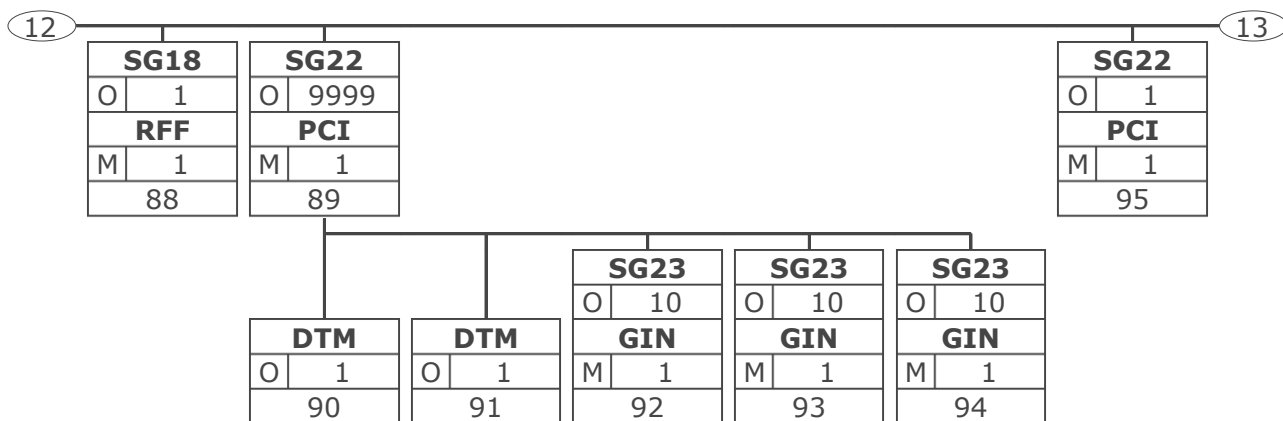 12
13
SG18
O 1
RFF
M 1
88
SG22
O 9999
PCI
M 1
89
SG22
O 1
PCI
M 1
95
DTM
O 1
90
DTM
O 1
91
SG23
O 10
GIN
M 1
92
SG23
O 10
GIN
M 1
93
SG23
O 10
GIN
M 1
94